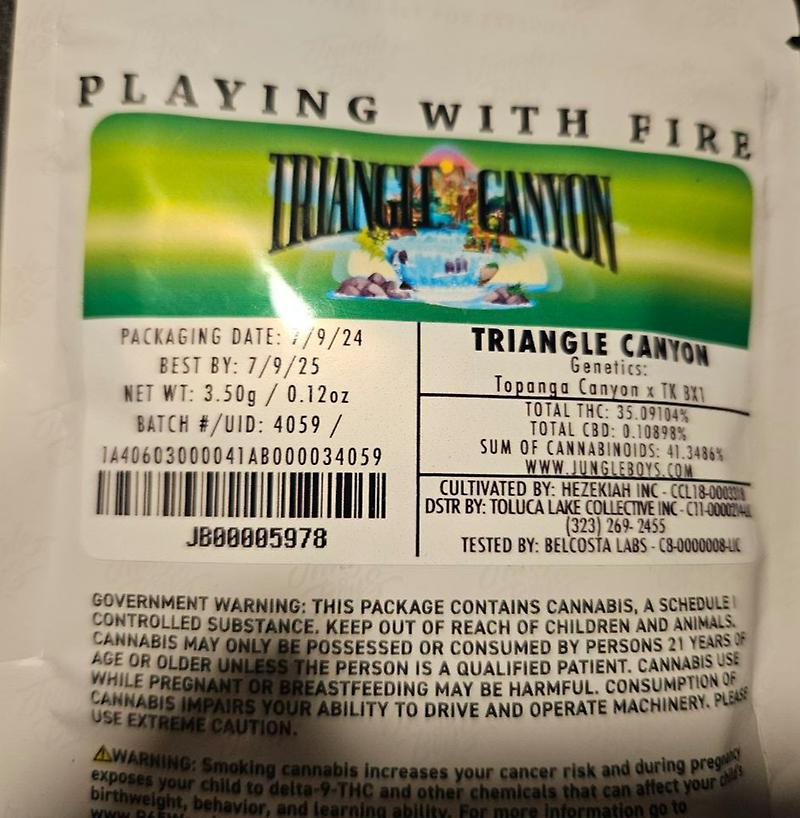 PLAYING WITH FIRE
TRIANGLE CANYON
PACKAGING DATE: 7/9/24
BEST BY: 7/9/25
NET WT: 3.50g / 0.12oz
BATCH #/UID: 4059 /
1A40603000041AB000034059
JB00005978
TRIANGLE CANYON
Genetics:
Topanga Canyon x TK BX1
TOTAL THC: 35.09104%
TOTAL CBD: 0.10898%
SUM OF CANNABINOIDS: 41.3486%
WWW.JUNGLEBOYS.COM
CULTIVATED BY: HEZEKIAH INC -
DSTR BY: TOLUCA LAKE COLLECTIVE INC -
(323) 269- 2455
TESTED BY: BELCOSTA LABS - C8-0000008-LIC
GOVERNMENT WARNING: THIS PACKAGE CONTAINS CANNABIS, A SCHEDULE I
CONTROLLED SUBSTANCE. KEEP OUT OF REACH OF CHILDREN AND ANIMALS.
CANNABIS MAY ONLY BE POSSESSED OR CONSUMED BY PERSONS 21 YEARS OF
AGE OR OLDER UNLESS THE PERSON IS A QUALIFIED PATIENT. CANNABIS USE
WHILE PREGNANT OR BREASTFEEDING MAY BE HARMFUL. CONSUMPTION OF
CANNABIS IMPAIRS YOUR ABILITY TO DRIVE AND OPERATE MACHINERY. PLEASE
USE EXTREME CAUTION.
⚠WARNING: Smoking cannabis increases your cancer risk and during pregnancy
exposes your child to delta-9-THC and other chemicals that can affect your child's
birthweight, behavior, and learning ability. For more information go to